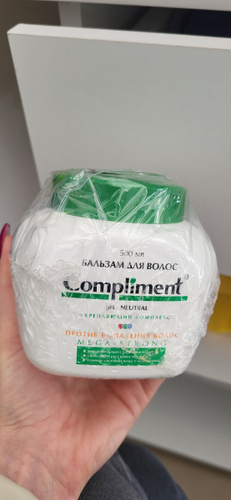 500 мл
БАЛЬЗАМ ДЛЯ ВОЛОС
Compliment®
pH - NEUTRAL
УКРЕПЛЯЮЩИЙ КОМПЛЕКС
ПРОТИВ ВЫПАДЕНИЯ ВОЛОС
MEGA-STRONG